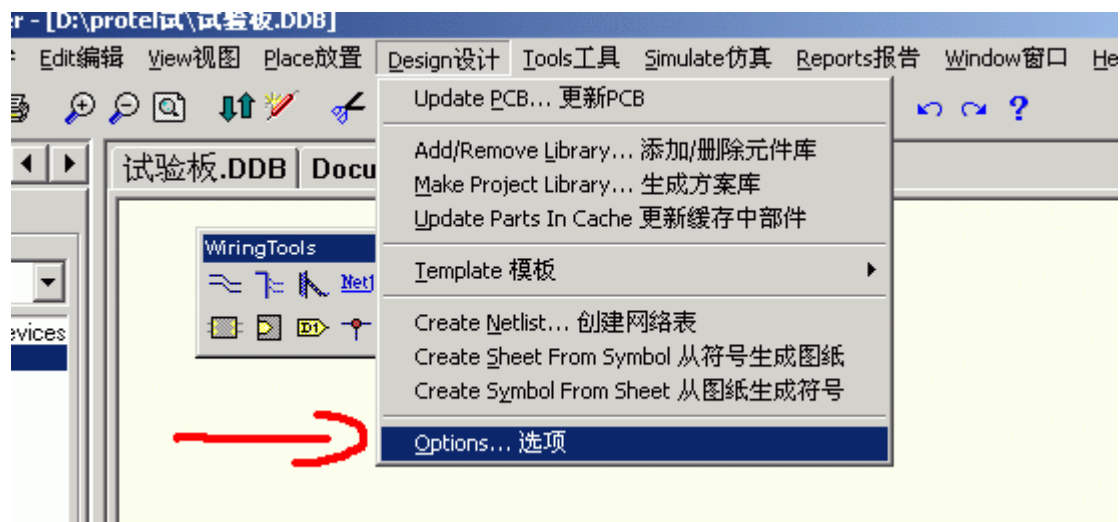 er - [D:\protel试\试验板.DDB]
Edit编辑 View视图 Place放置 Design设计 Tools工具 Simulate仿真 Reports报告 Window窗口 He
Update PCB... 更新PCB
Add/Remove Library... 添加/删除元件库
试验板.DDB Docu
Make Project Library... 生成方案库
Update Parts In Cache 更新缓存中部件
WiringTools
Template 模板
Net1
Create Netlist... 创建网络表
D1
evices
Create Sheet From Symbol 从符号生成图纸
Create Symbol From Sheet 从图纸生成符号
Options... 选项